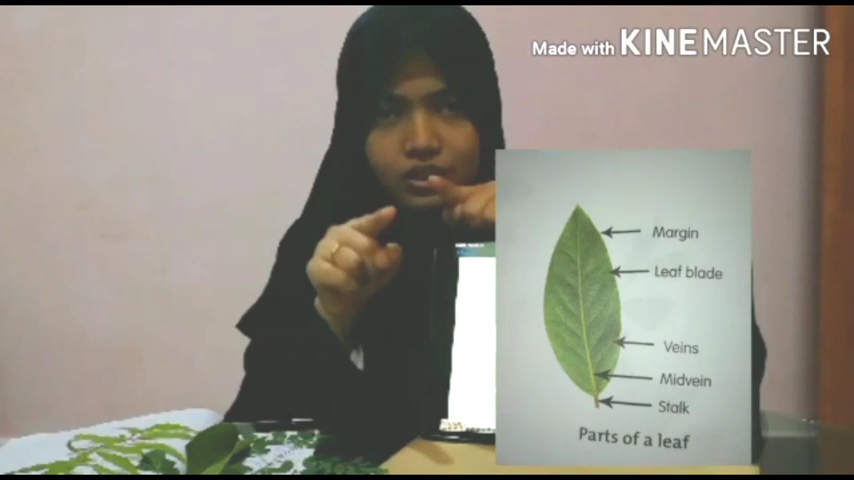 Made with KINEMASTER
Margin
Leaf blade
Veins
Midvein
Stalk
Parts of a leaf